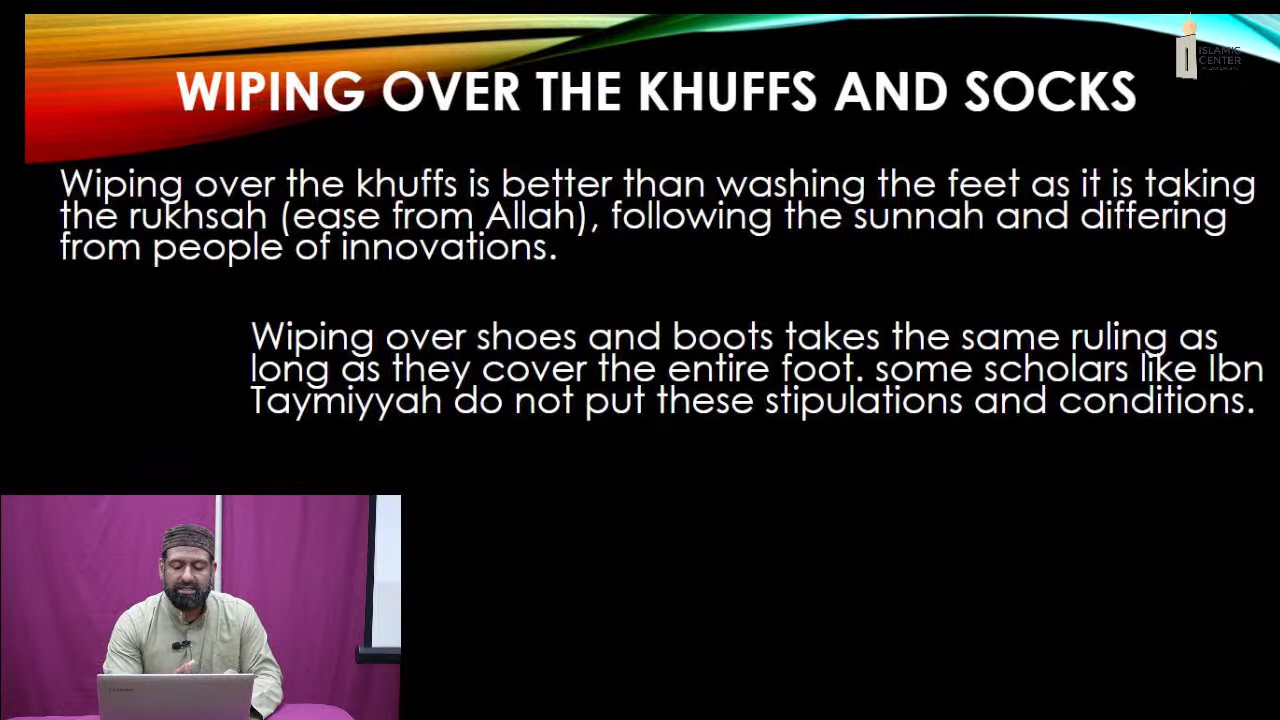 ISLAMIC
CENTER
WIPING OVER THE KHUFFS AND SOCKS
Wiping over the khuffs is better than washing the feet as it is taking
the rukhsah (ease from Allah), following the sunnah and differing
from people of innovations.
Wiping over shoes and boots takes the same ruling as
long as they cover the entire foot. some scholars like Ibn
Taymiyyah do not put these stipulations and conditions.